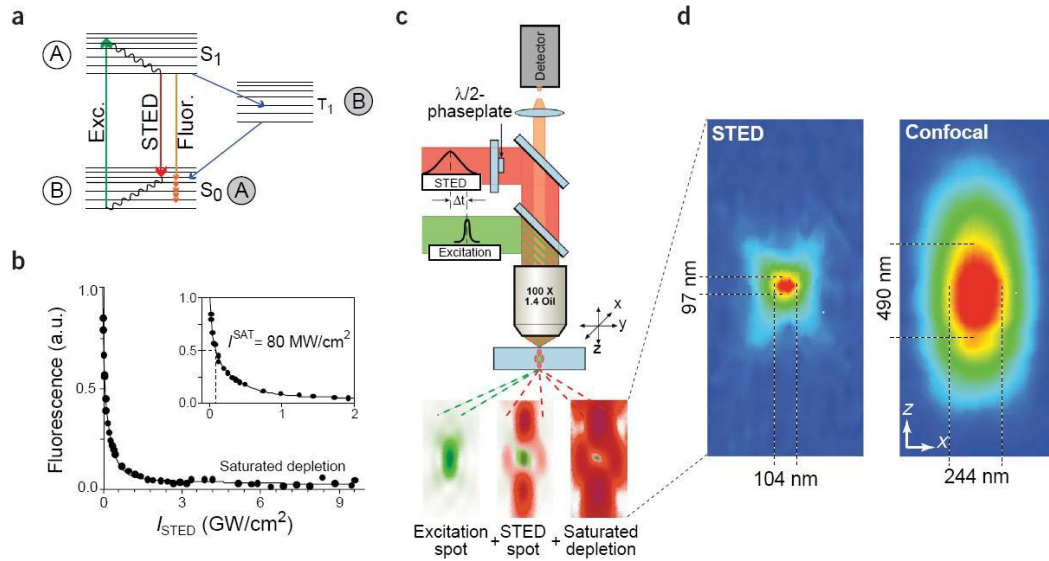 a
A
S1
Exc.
STED
Fluor.
T1
B
B
S0
A
b
Fluorescence (a.u.)
1.0
0.5
0.0
1.0
0.5
0.0
I^SAT = 80 MW/cm²
0
1
2
Saturated depletion
0
3
6
9
I_STED (GW/cm²)
c
Detector
λ/2-
phaseplate
STED
Δt
Excitation
100 X
1.4 Oil
x
y
z
Excitation
spot
+
STED
spot
+
Saturated
depletion
d
STED
97 nm
104 nm
Confocal
490 nm
z
x
244 nm